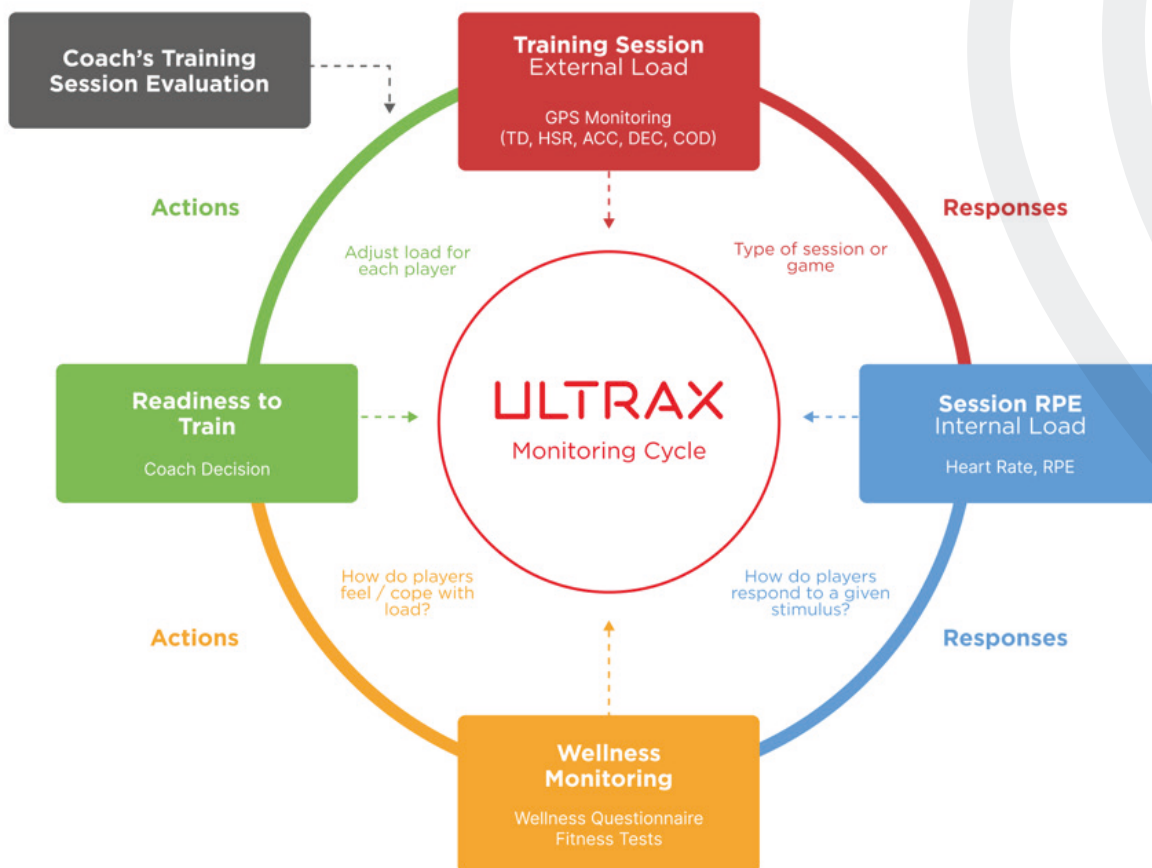 Coach's Training
Session Evaluation
Training Session
External Load
GPS Monitoring
(TD, HSR, ACC, DEC, COD)
Actions
Responses
Adjust load for
each player
Type of session or
game
Readiness to
Train
Coach Decision
ULTRAX
Monitoring Cycle
Session RPE
Internal Load
Heart Rate, RPE
How do players
feel / cope with
load?
How do players
respond to a given
stimulus?
Actions
Responses
Wellness
Monitoring
Wellness Questionnaire
Fitness Tests